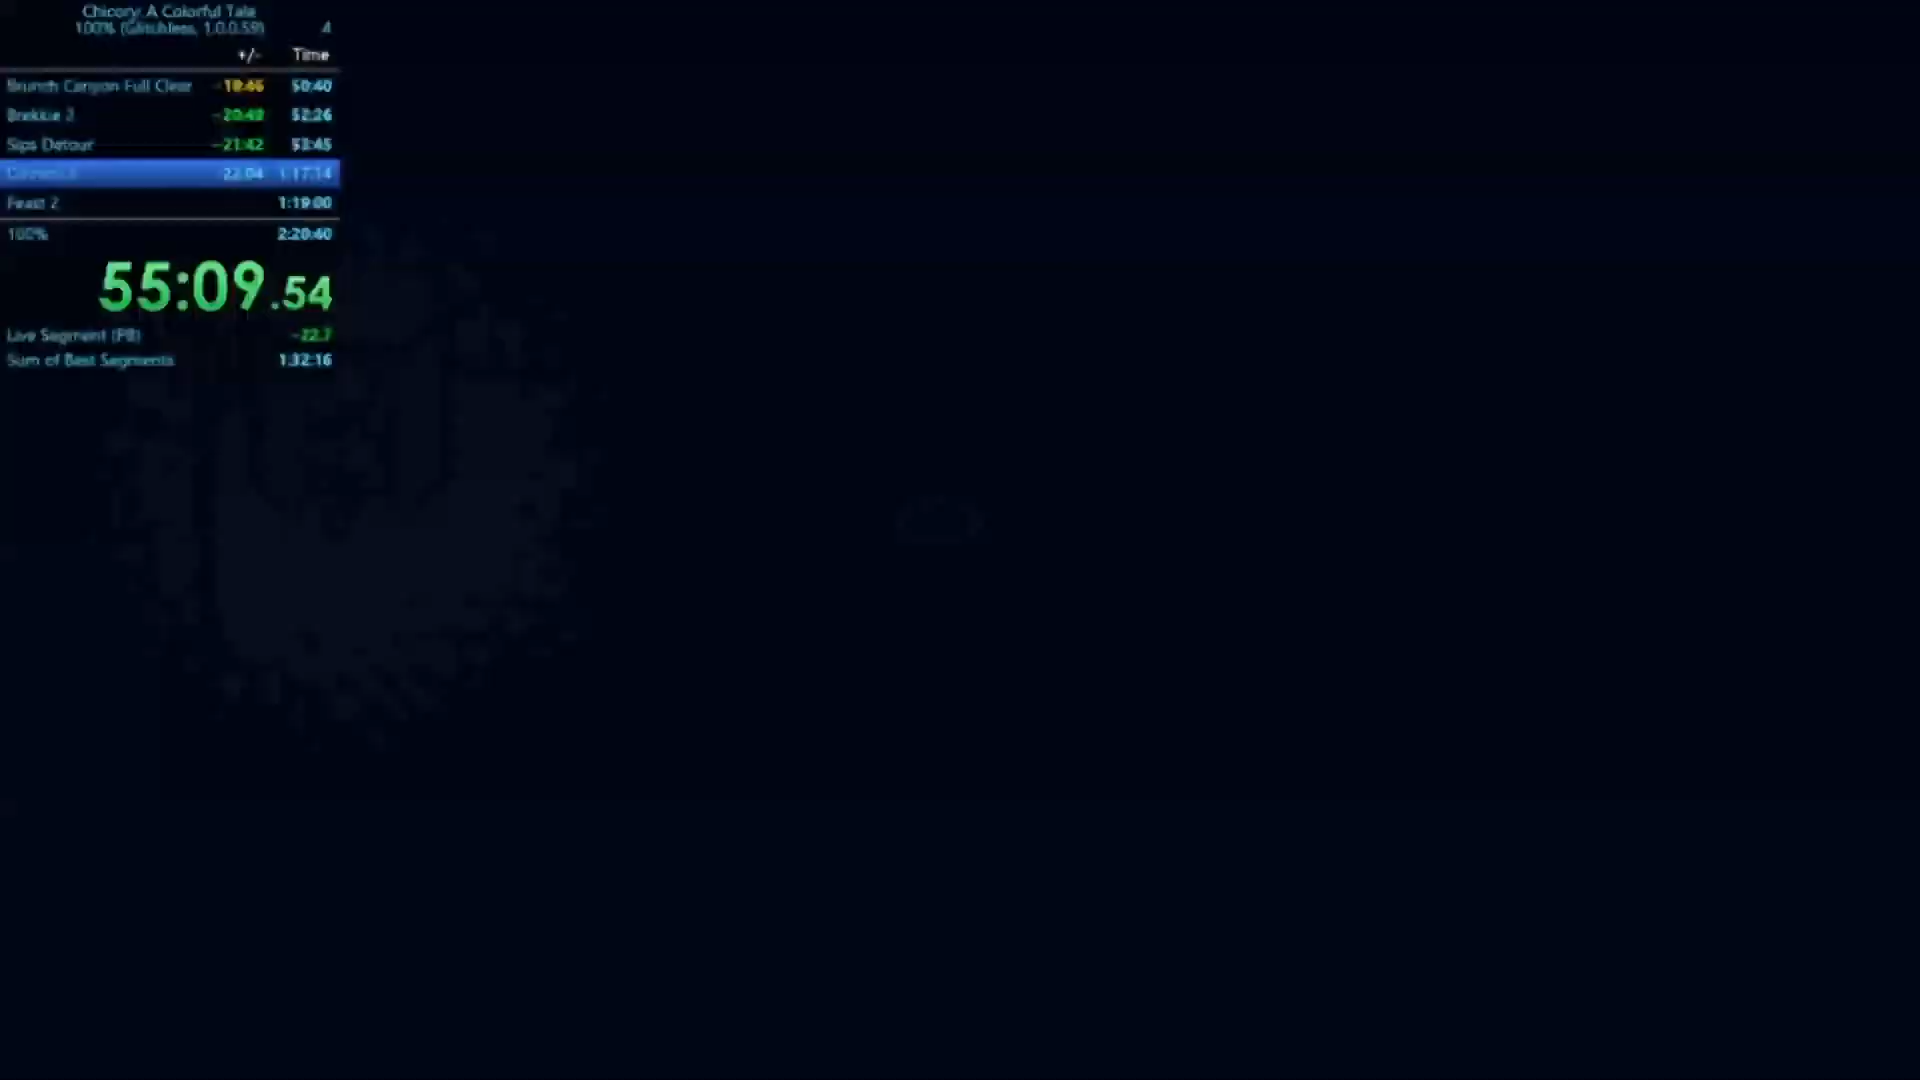 Chicory: A Colorful Tale
100% (Glitchless, 1.0.0.59) 4
+/- Time
Brunch Canyon Full Clear -18:46 50:40
Brekkie 2 -20:49 52:26
Sips Detour -21:42 53:45
1:17:14
Feast 2 1:19:00
100% 2:20:40
55:09.54
Live Segment (PB) -22.7
Sum of Best Segments 1:32:16